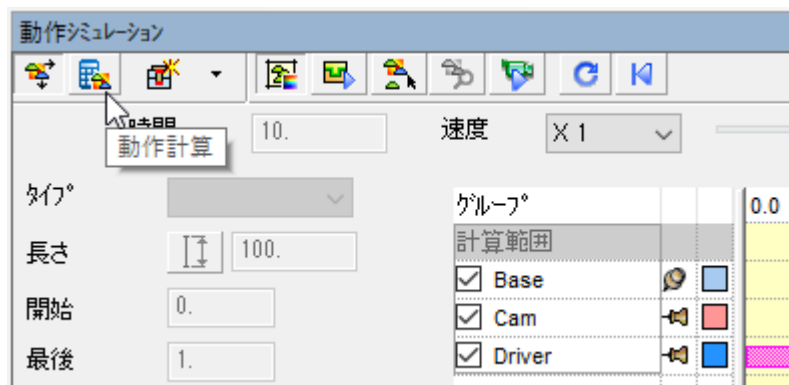 動作ｼﾐｭﾚｰｼｮﾝ
時間
10.
速度
X 1
動作計算
ﾀｲﾌﾟ
長さ
100.
開始
0.
最後
1.
ｸﾞﾙｰﾌﾟ
0.0
計算範囲
Base
Cam
Driver